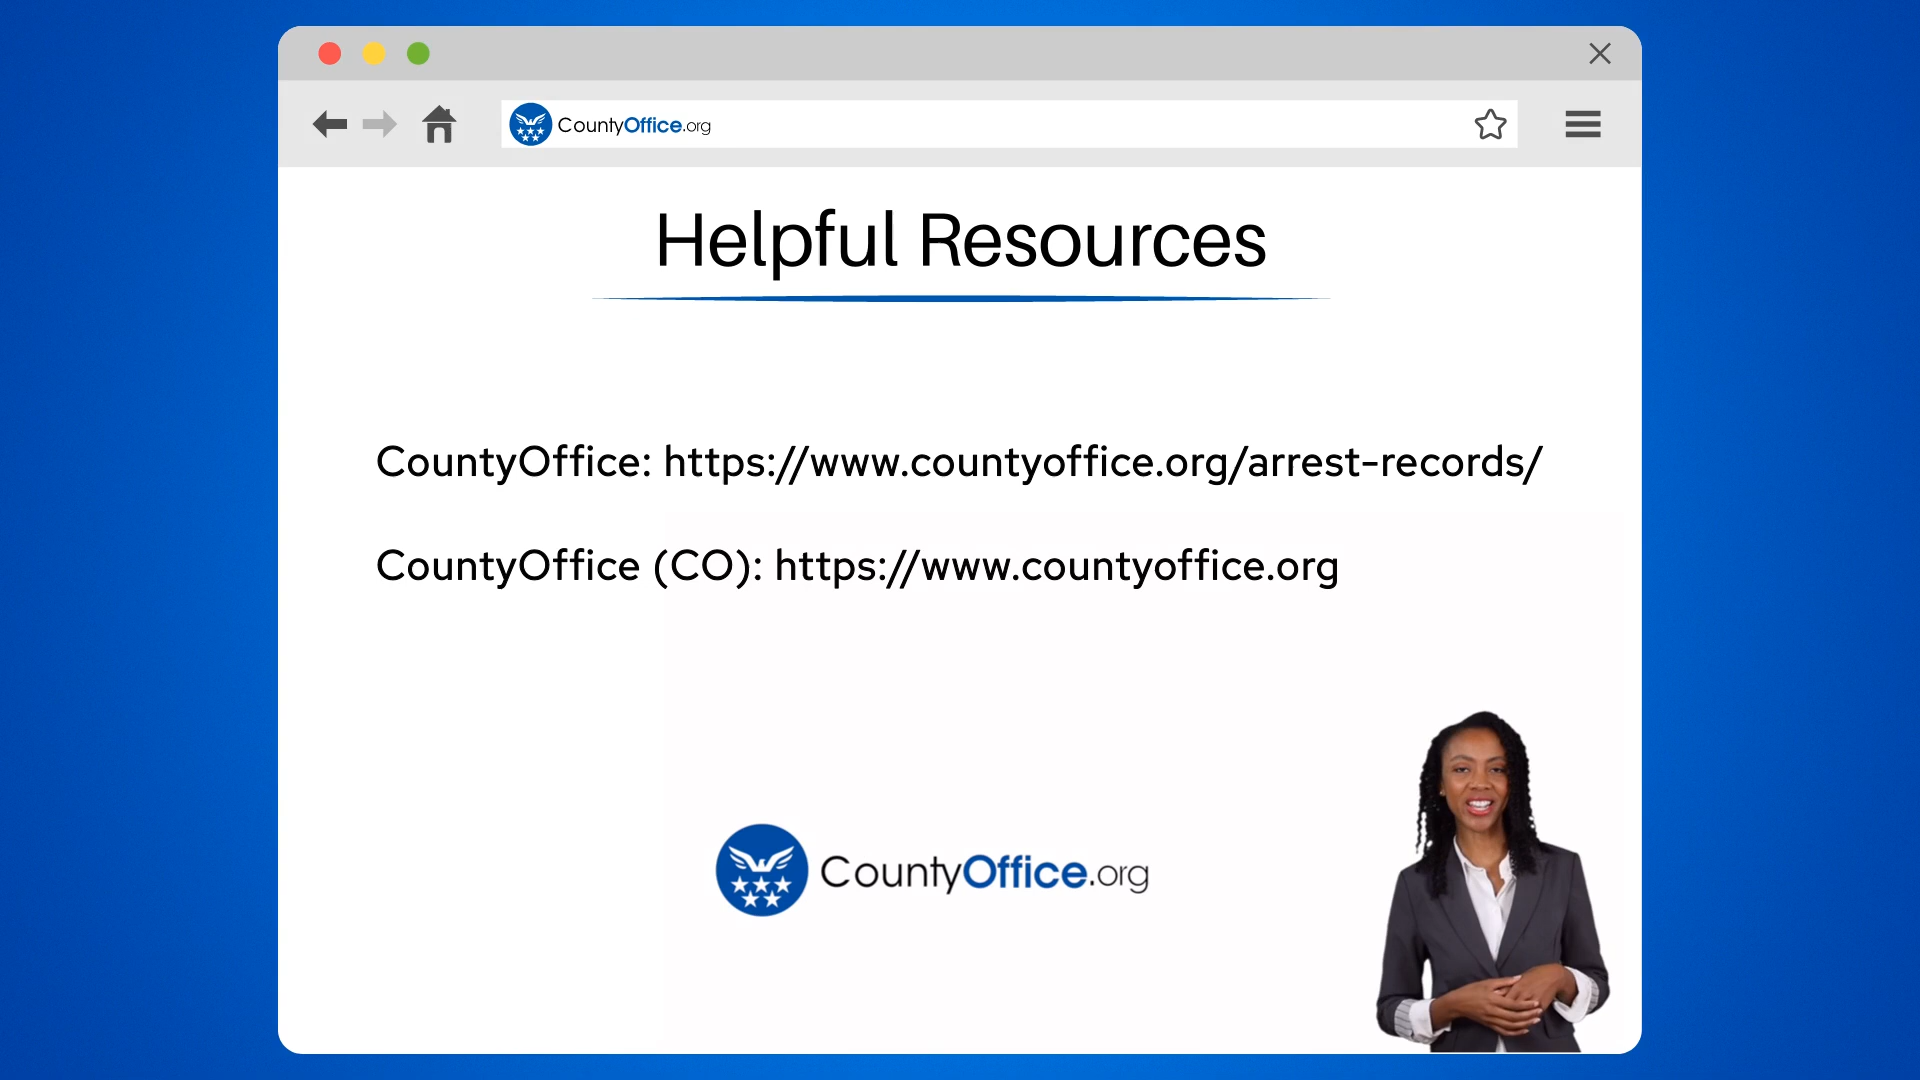 CountyOffice.org
Helpful Resources
CountyOffice: https://www.countyoffice.org/arrest-records/
CountyOffice (CO): https://www.countyoffice.org
CountyOffice.org